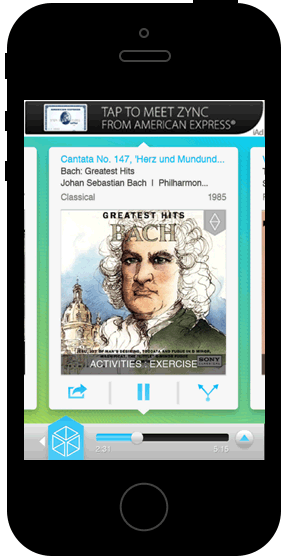 TAP TO MEET ZYNC
FROM AMERICAN EXPRESS®
iAd
Cantata No. 147, 'Herz und Mundund...
Bach: Greatest Hits
Johan Sebastian Bach I Philharmon...
Classical 1985
GREATEST HITS
BACH
ACTIVITIES : EXERCISE
SONY
2:31 5:15